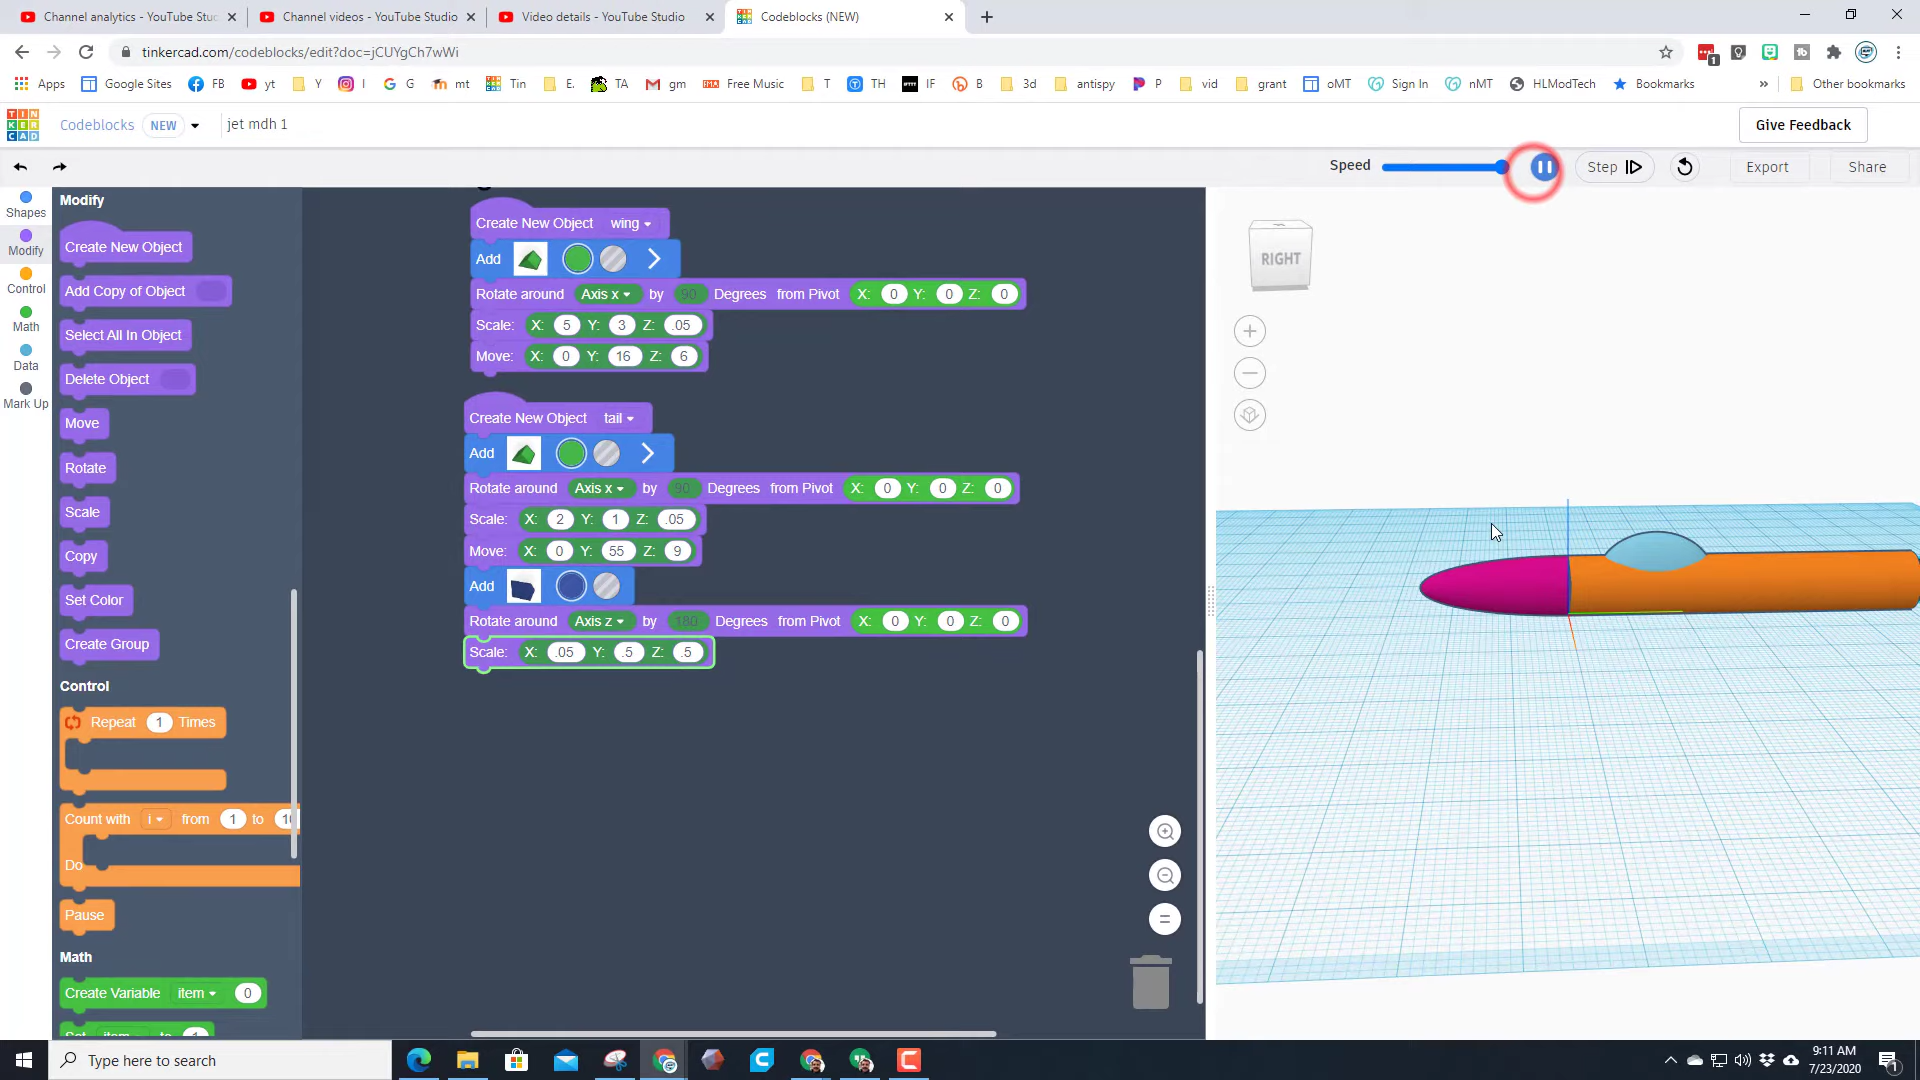 Channel analytics - YouTube Stu
Channel videos - YouTube Studio
Video details - YouTube Studio
Codeblocks (NEW)
tinkercad.com/codeblocks/edit?doc=jCUYgCh7wWi
1
Apps Google Sites FB yt Y I G mt Tin E. TA gm Free Music T TH IF B 3d antispy P vid grant oMT Sign In nMT HLModTech Bookmarks » Other bookmarks
TIN
KER
CAD
Codeblocks NEW jet mdh 1 Give Feedback
Speed Step Export Share
Shapes
Modify
Control
Math
Data
Mark Up
Modify
Create New Object
Add Copy of Object
Select All In Object
Delete Object
Move
Rotate
Scale
Copy
Set Color
Create Group
Control
Repeat 1 Times
Count with i from 1 to 10
Do
Pause
Math
Create Variable item 0
Create New Object wing
Add
Rotate around Axis x by 90 Degrees from Pivot X: 0 Y: 0 Z: 0
Scale: X: 5 Y: 3 Z: .05
Move: X: 0 Y: 16 Z: 6
Create New Object tail
Add
Rotate around Axis x by 90 Degrees from Pivot X: 0 Y: 0 Z: 0
Scale: X: 2 Y: 1 Z: .05
Move: X: 0 Y: 55 Z: 9
Add
Rotate around Axis z by 180 Degrees from Pivot X: 0 Y: 0 Z: 0
Scale: X: .05 Y: .5 Z: .5
RIGHT
Type here to search
9:11 AM
7/23/2020
1